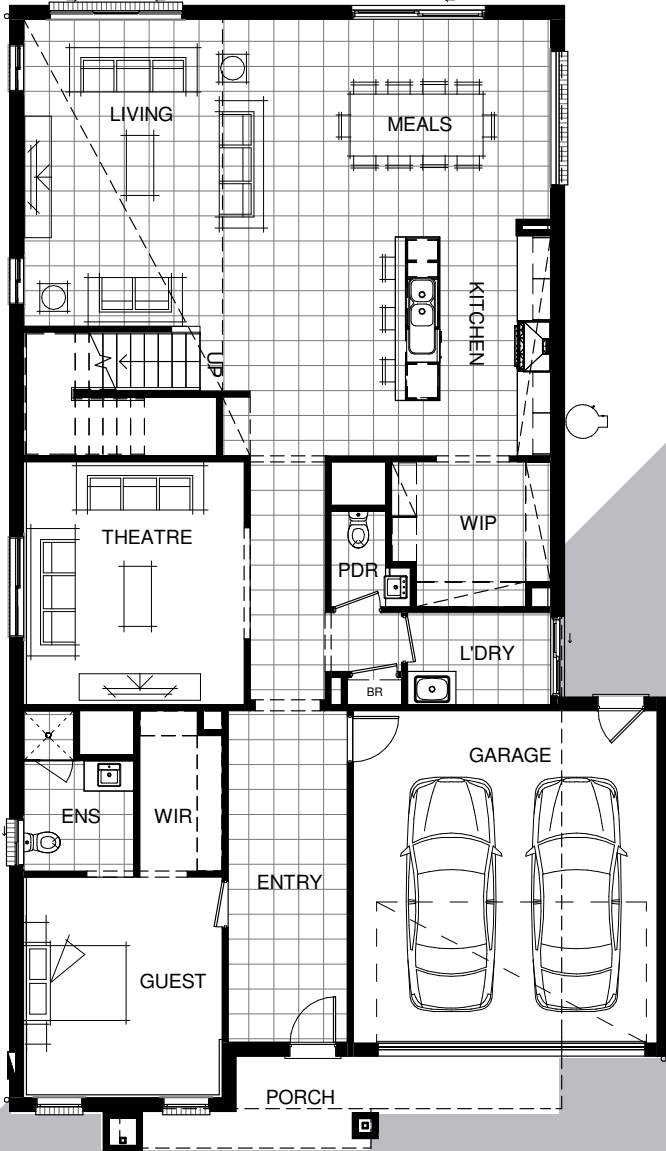 LIVING
MEALS
KITCHEN
UP
THEATRE
WIP
PDR
L'DRY
BR
GARAGE
ENS
WIR
ENTRY
GUEST
PORCH